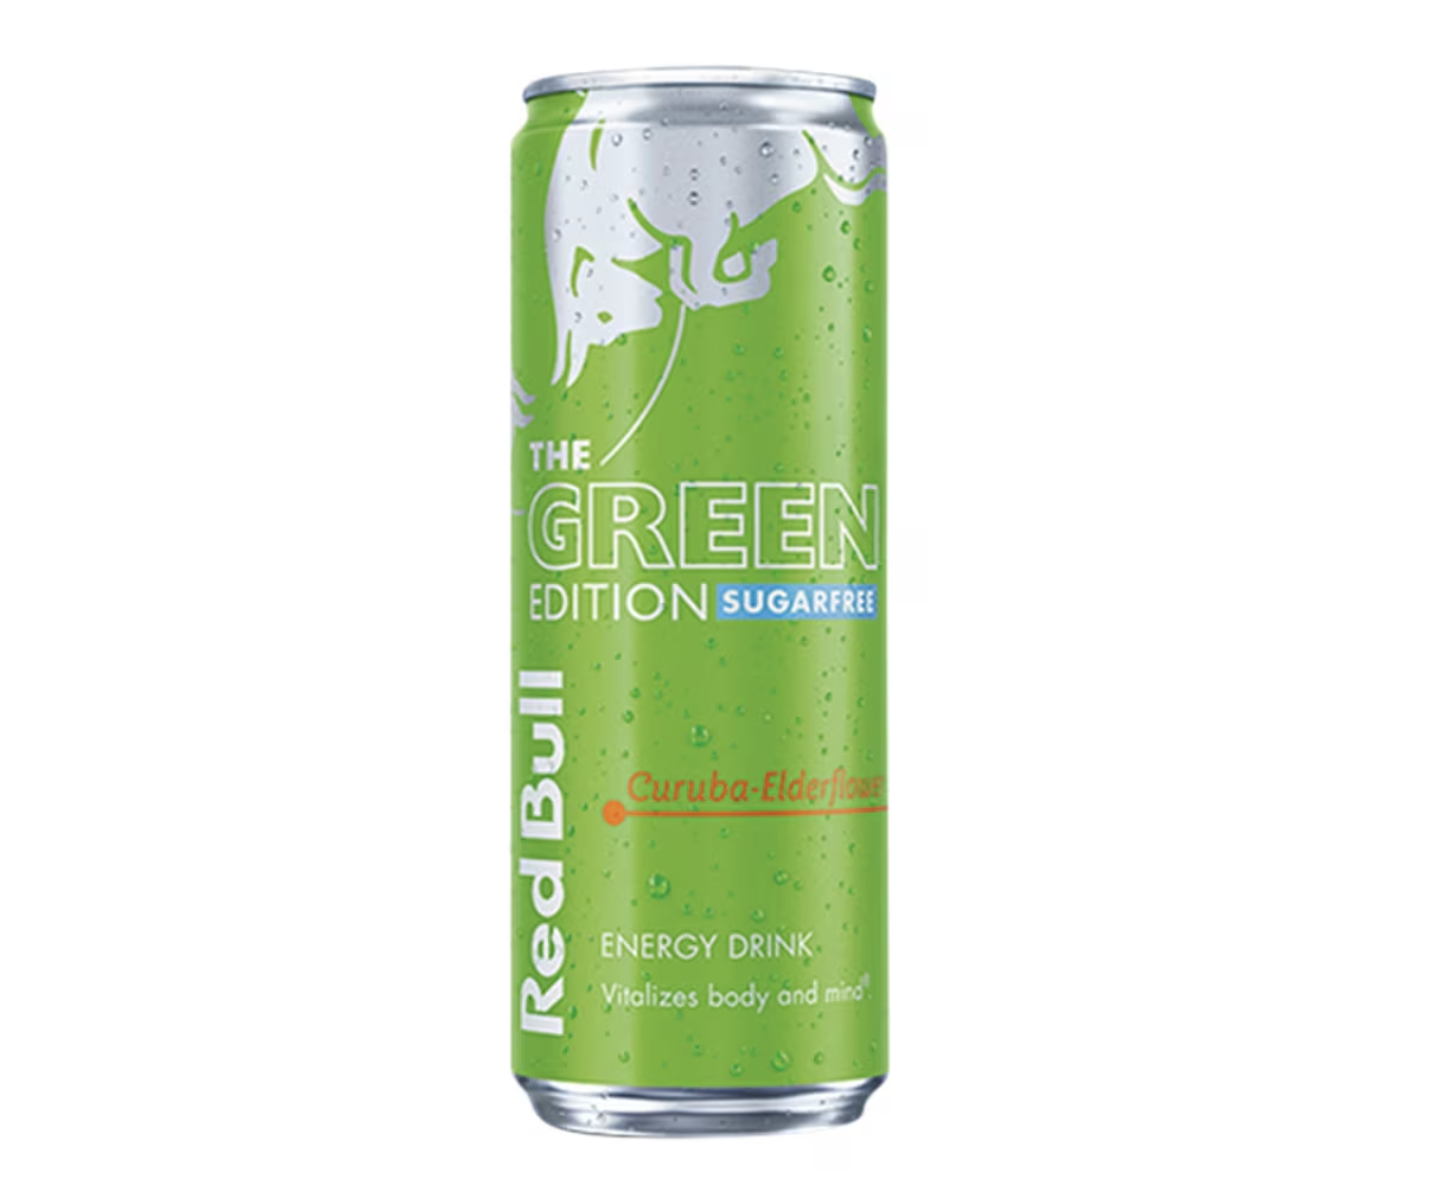 THE
GREEN
EDITION SUGARFREE
Red Bull
Curuba-Elderflower
ENERGY DRINK
Vitalizes body and mind®